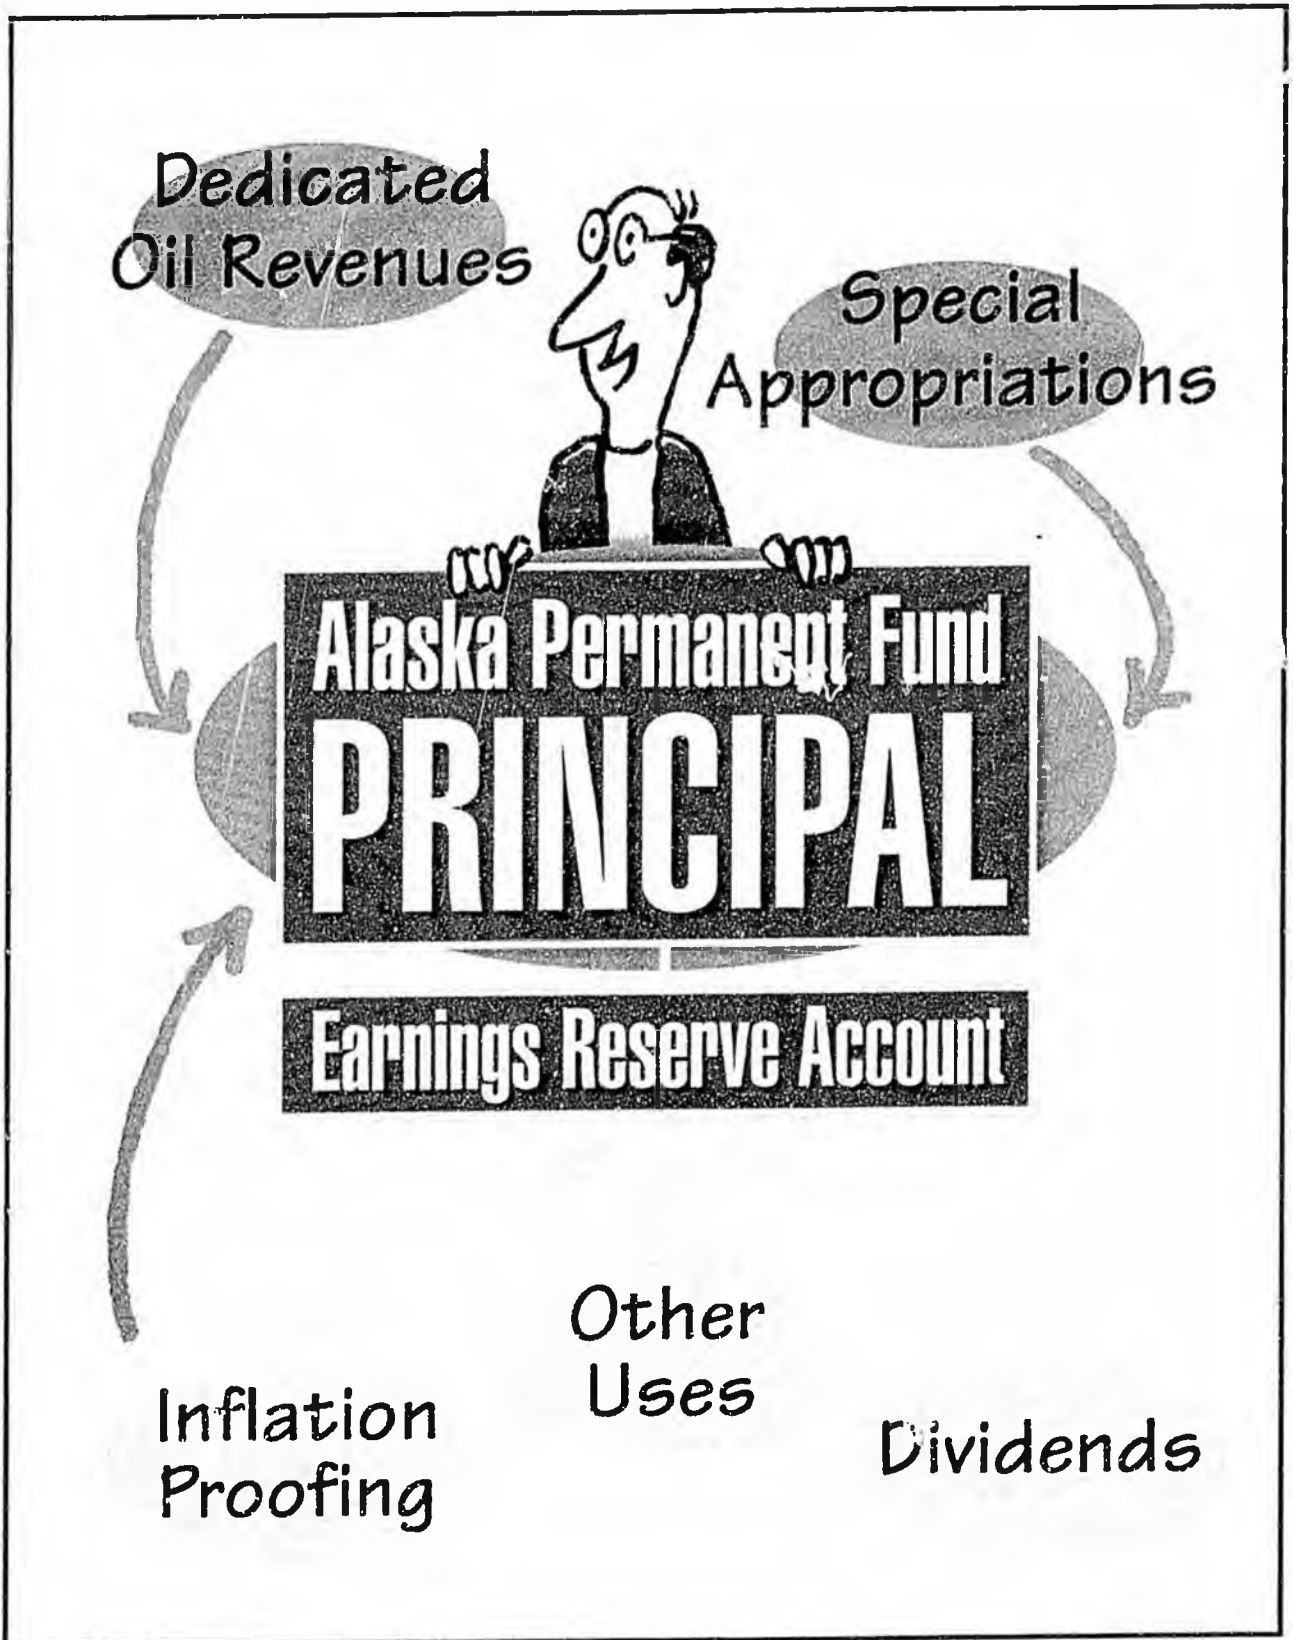 Dedicated
Oil Revenues
Special
Appropriations
Alaska Permanent Fund
PRINCIPAL
Earnings Reserve Account
Other
Uses
Inflation
Proofing
Dividends